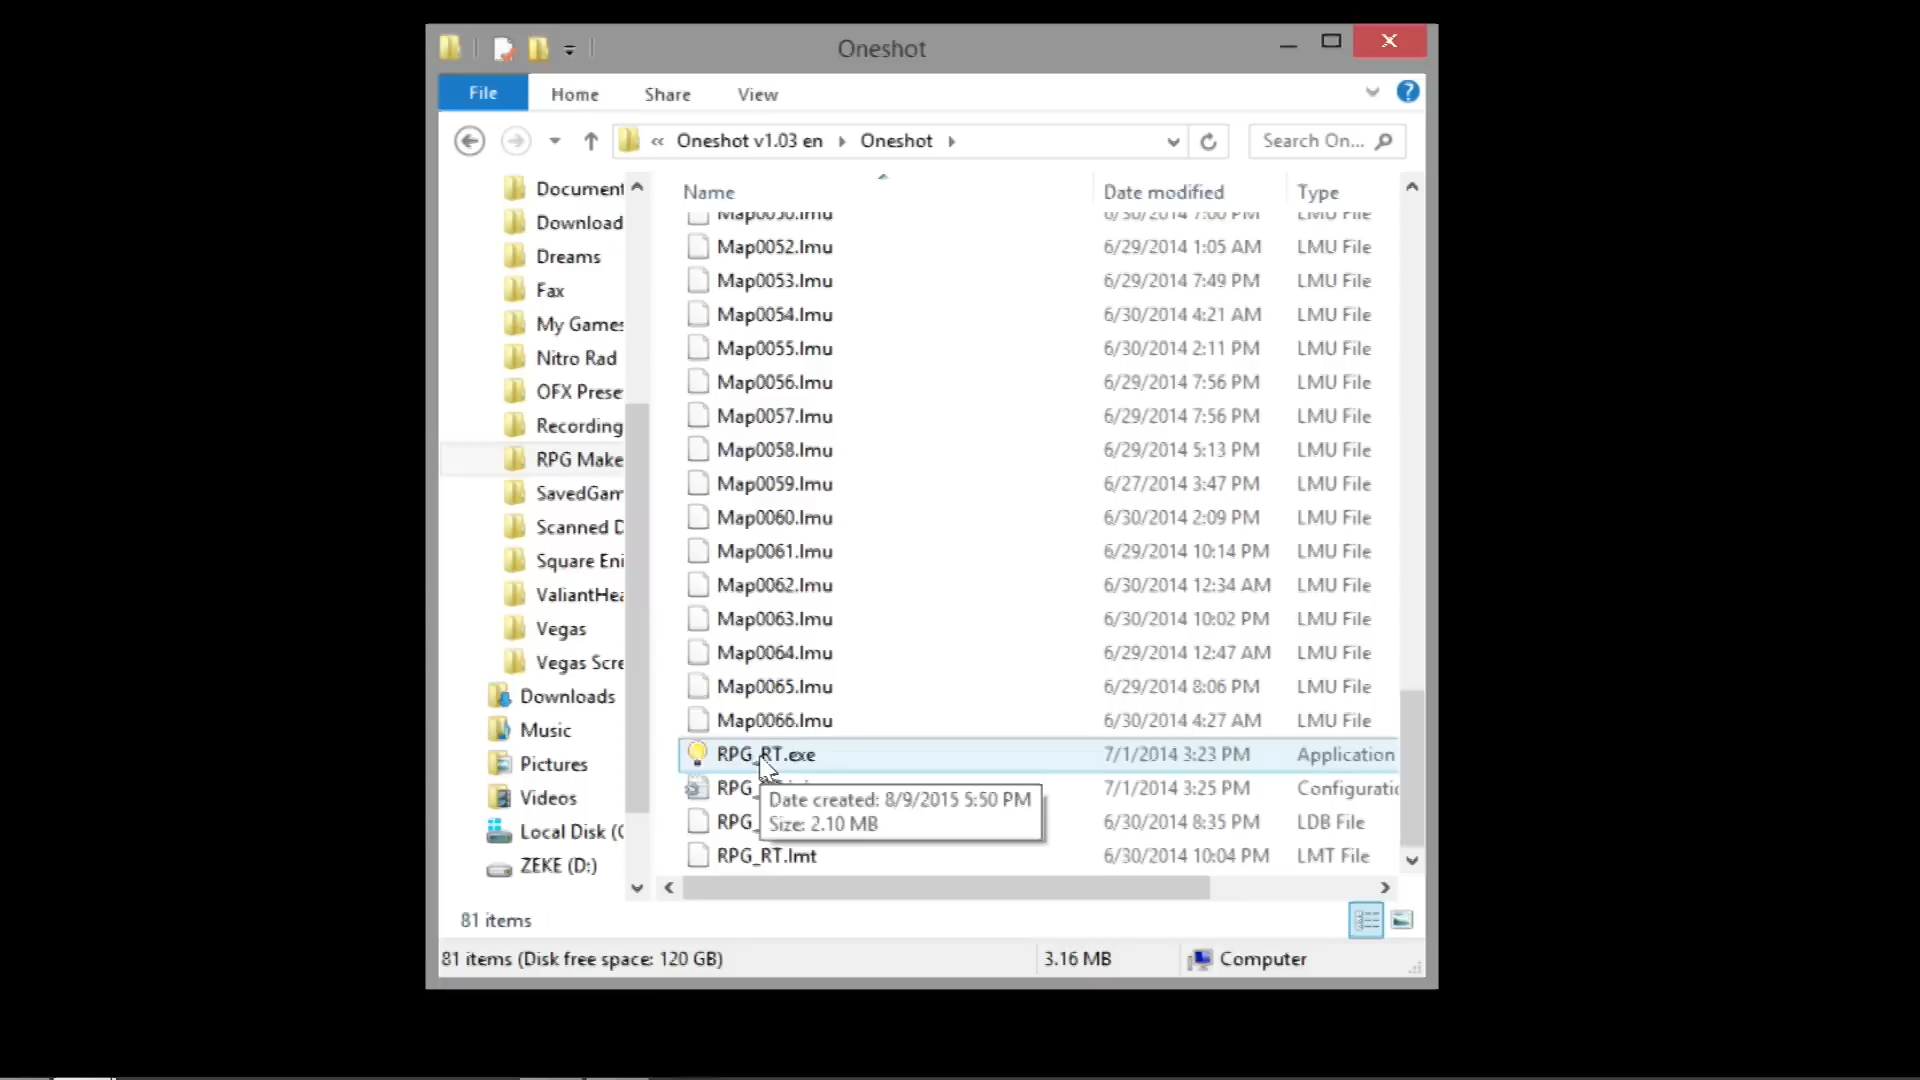 Oneshot
File Home Share View
« Oneshot v1.03 en Oneshot Search On...
Name Date modified Type
Document
Download
Dreams
Fax
My Games
Nitro Rad
OFX Prese
Recording
RPG Make
SavedGam
Scanned D
Square Eni
ValiantHea
Vegas
Vegas Scre
Downloads
Music
Pictures
Videos
Local Disk (C
ZEKE (D:)
6/30/2014 7:00 PM LMU File
Map0052.lmu 6/29/2014 1:05 AM LMU File
Map0053.lmu 6/29/2014 7:49 PM LMU File
Map0054.lmu 6/30/2014 4:21 AM LMU File
Map0055.lmu 6/30/2014 2:11 PM LMU File
Map0056.lmu 6/29/2014 7:56 PM LMU File
Map0057.lmu 6/29/2014 7:56 PM LMU File
Map0058.lmu 6/29/2014 5:13 PM LMU File
Map0059.lmu 6/27/2014 3:47 PM LMU File
Map0060.lmu 6/30/2014 2:09 PM LMU File
Map0061.lmu 6/29/2014 10:14 PM LMU File
Map0062.lmu 6/30/2014 12:34 AM LMU File
Map0063.lmu 6/30/2014 10:02 PM LMU File
Map0064.lmu 6/29/2014 12:47 AM LMU File
Map0065.lmu 6/29/2014 8:06 PM LMU File
Map0066.lmu 6/30/2014 4:27 AM LMU File
RPG_RT.exe 7/1/2014 3:23 PM Application
RPG_ 7/1/2014 3:25 PM Configuratic
RPG_ 6/30/2014 8:35 PM LDB File
RPG_RT.lmt 6/30/2014 10:04 PM LMT File
Date created: 8/9/2015 5:50 PM
Size: 2.10 MB
81 items
81 items (Disk free space: 120 GB) 3.16 MB Computer